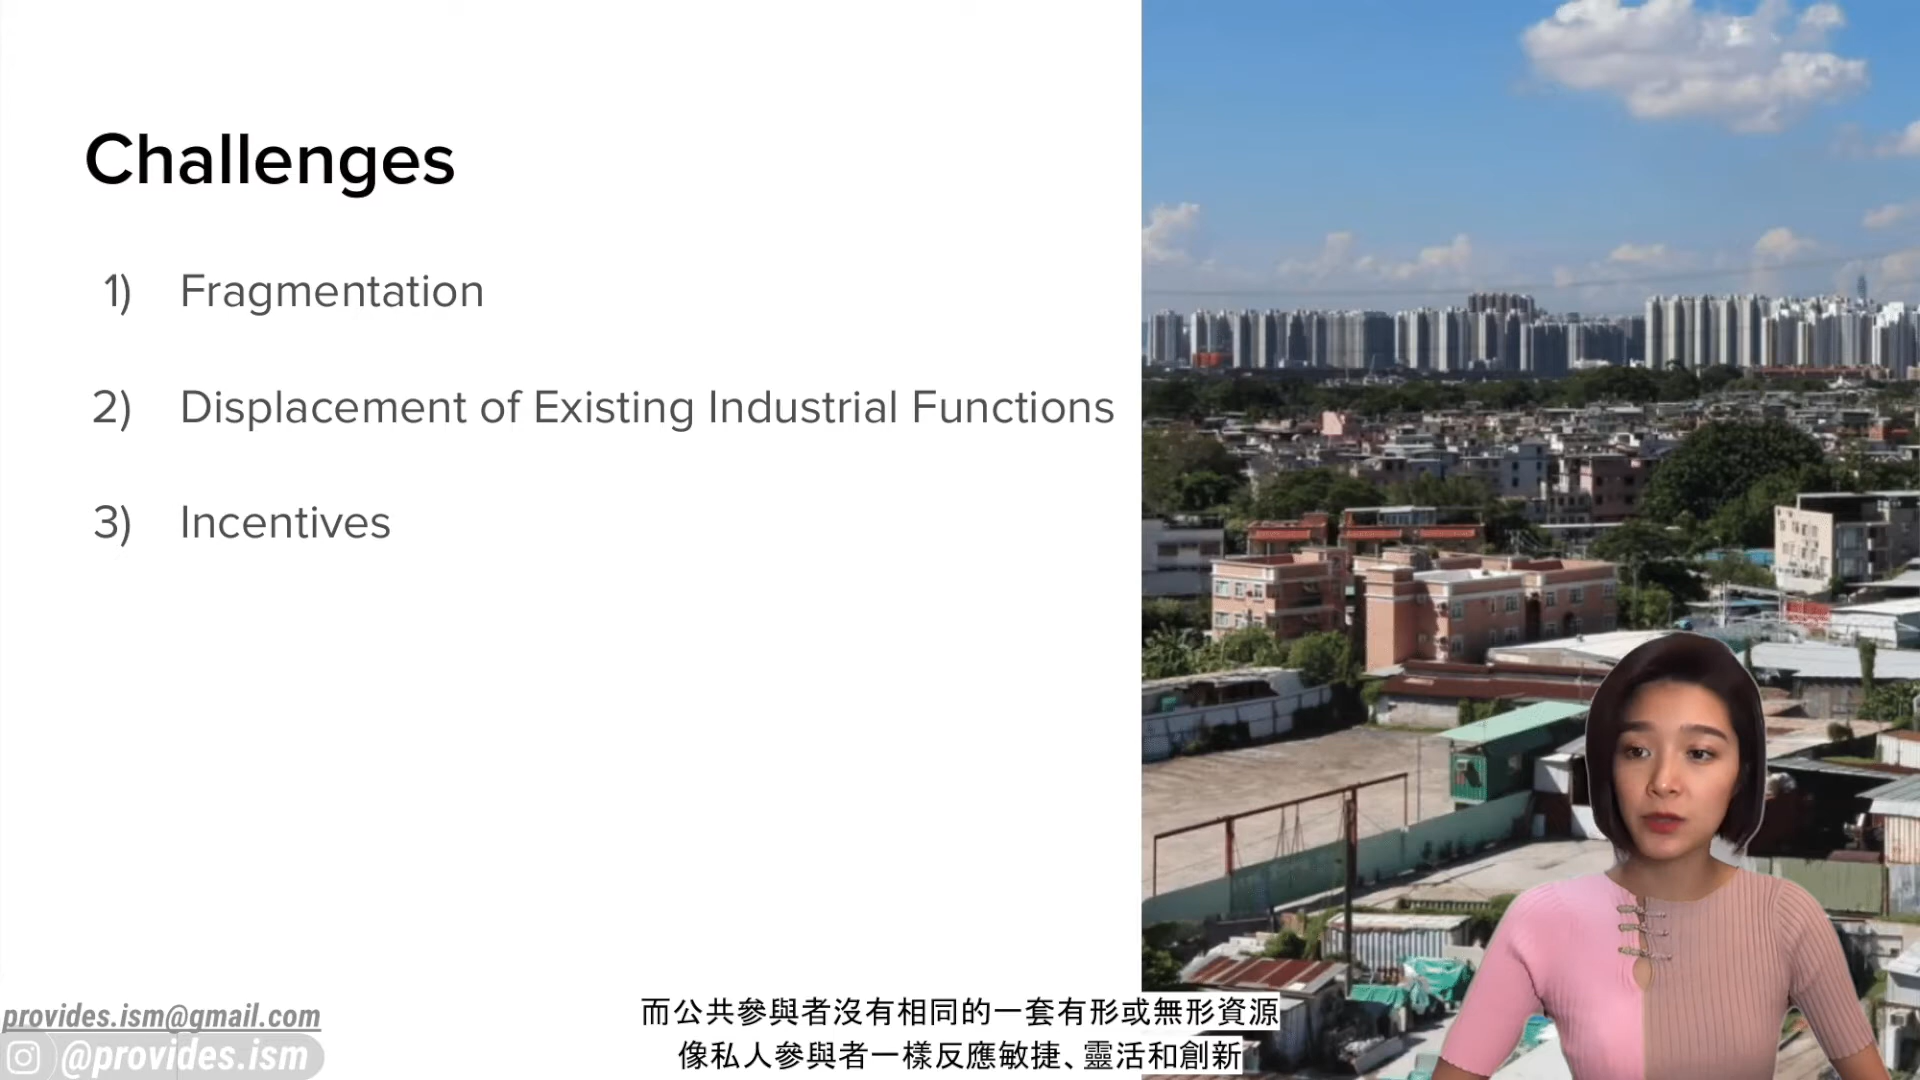 Challenges
1) Fragmentation
2) Displacement of Existing Industrial Functions
3) Incentives
provides.ism@gmail.com
@provides.ism
而公共參與者沒有相同的一套有形或無形資源
像私人參與者一樣反應敏捷、靈活和創新